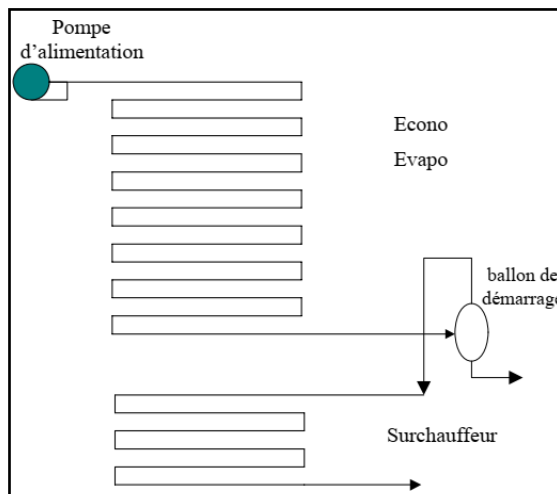 Pompe
d'alimentation
Econo
Evapo
ballon de
démarrage
Surchauffeur